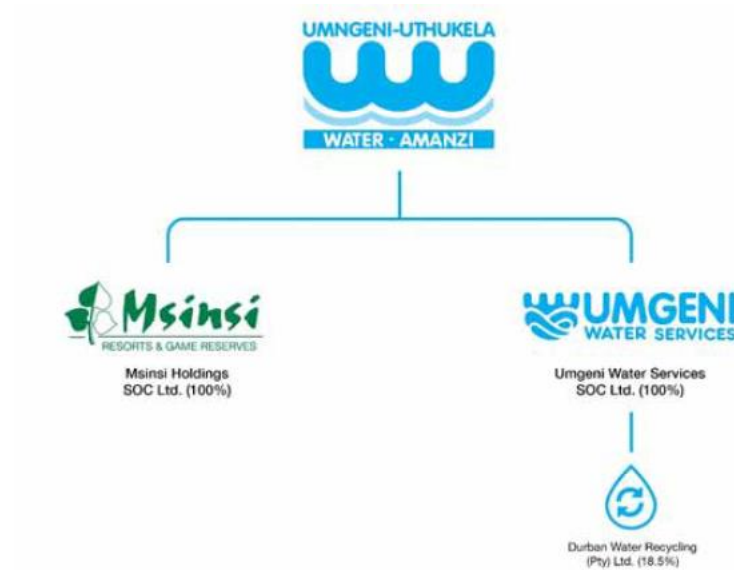 UMNGENI-UTHUKELA
WATER · AMANZI
Msinsi
RESORTS & GAME RESERVES
Msinsi Holdings
SOC Ltd. (100%)
UMGENI
WATER SERVICES
Umgeni Water Services
SOC Ltd. (100%)
Durban Water Recycling
(Pty) Ltd. (18.5%)